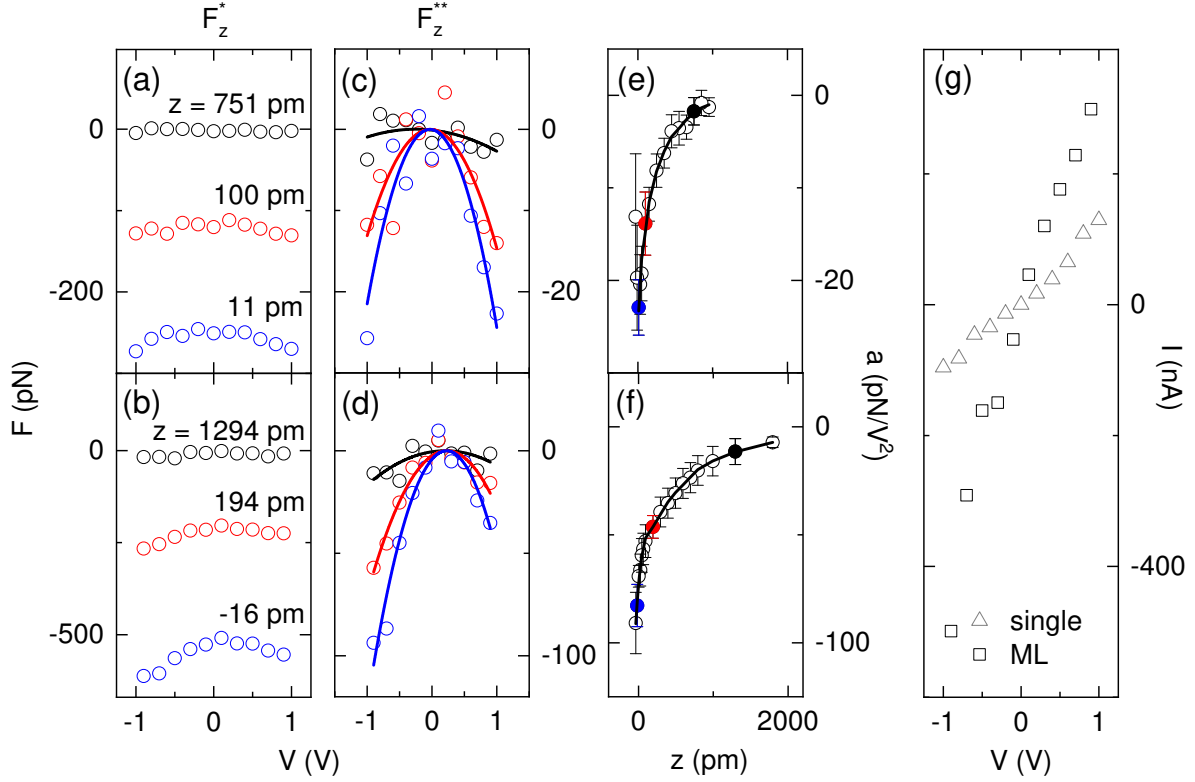 F_z^*
F_z^**
(a)
z = 751 pm
100 pm
11 pm
0
-200
(b)
z = 1294 pm
194 pm
-16 pm
0
-500
F (pN)
-1 0 1
V (V)
(c)
0
-20
(d)
0
-100
-1 0 1
(e)
0
-20
(f)
0
-100
a (pN/V²)
0 2000
z (pm)
(g)
0
-400
I (nA)
single
ML
-1 0 1
V (V)